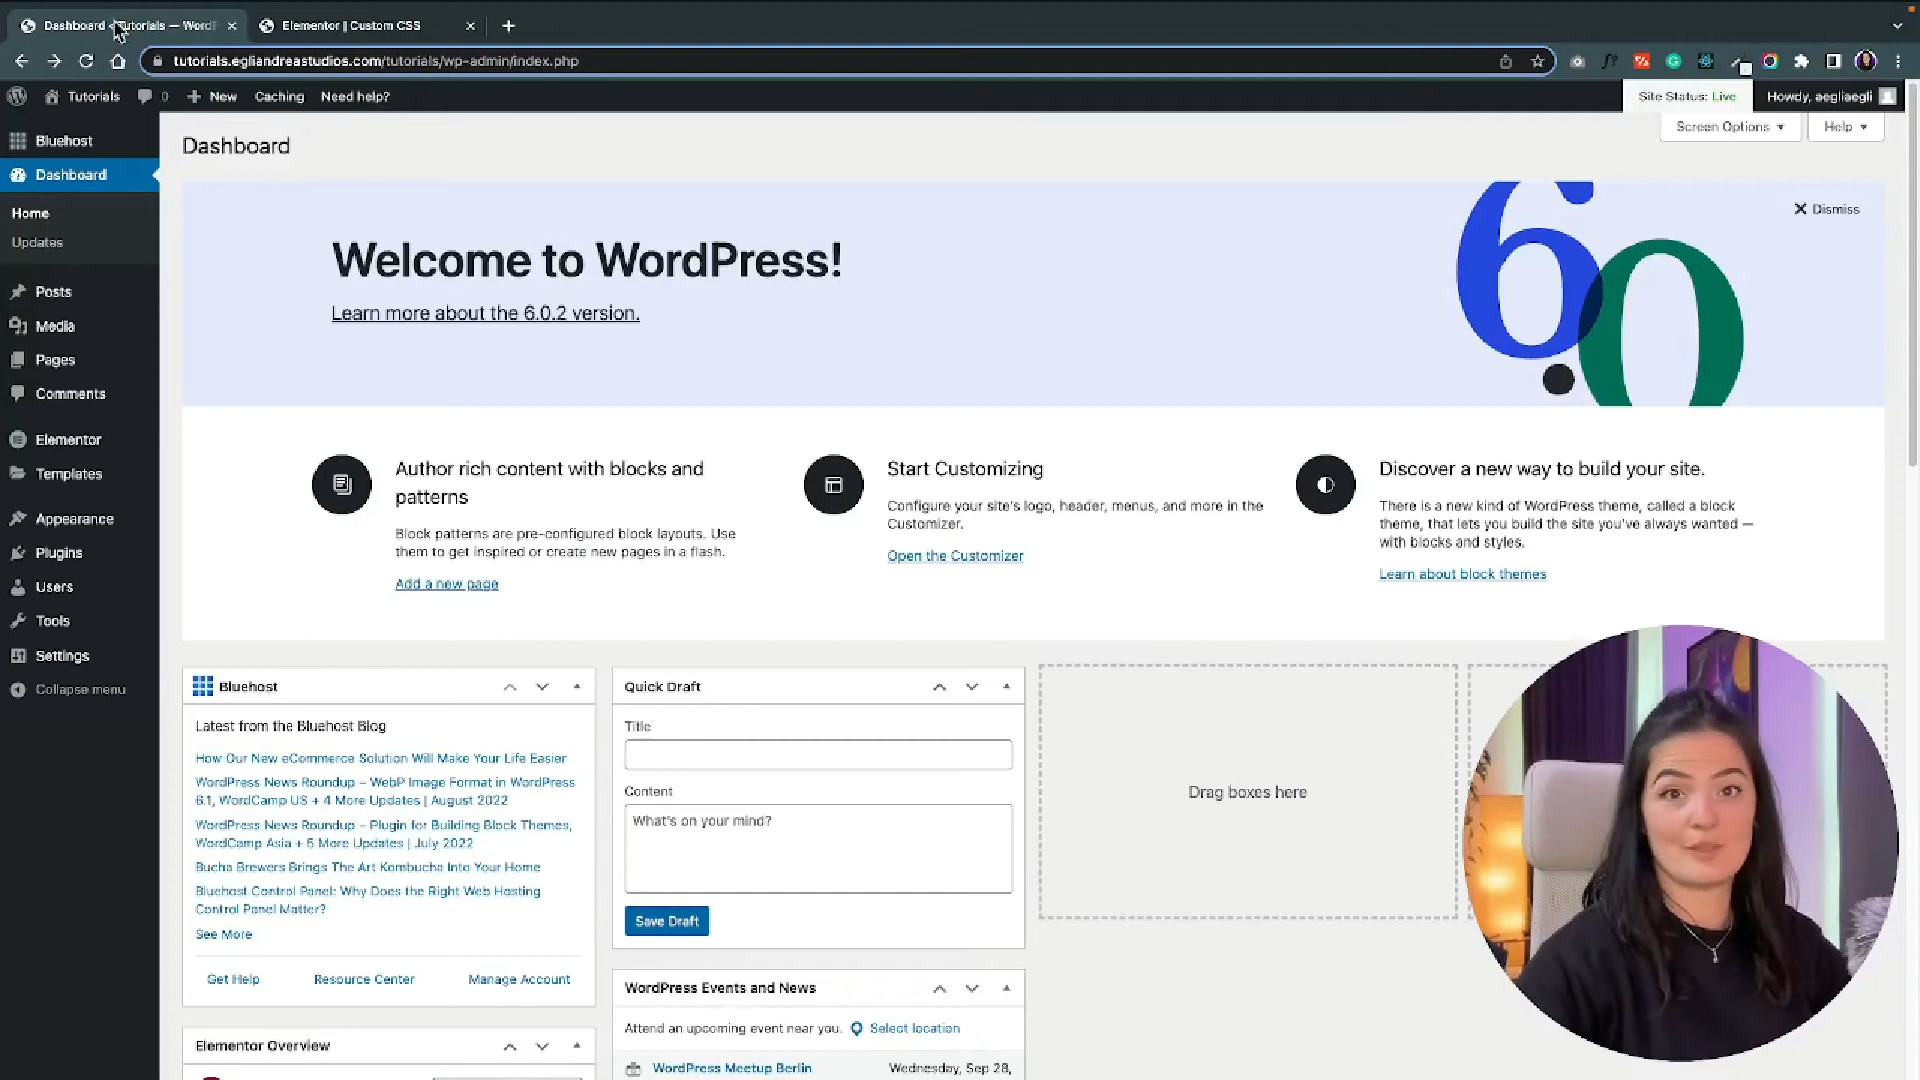 Dashboard ‹ Tutorials — WordP
Elementor | Custom CSS
tutorials.egliandreastudios.com/tutorials/wp-admin/index.php
Tutorials
0
New
Caching
Need help?
Site Status: Live
Howdy, aegliaegli
Bluehost
Dashboard
Home
Updates
Posts
Media
Pages
Comments
Elementor
Templates
Appearance
Plugins
Users
Tools
Settings
Collapse menu
Dashboard
Screen Options
Help
Welcome to WordPress!
Learn more about the 6.0.2 version.
6.0
Dismiss
Author rich content with blocks and
patterns
Block patterns are pre-configured block layouts. Use
them to get inspired or create new pages in a flash.
Add a new page
Start Customizing
Configure your site's logo, header, menus, and more in the
Customizer.
Open the Customizer
Discover a new way to build your site.
There is a new kind of WordPress theme, called a block
theme, that lets you build the site you've always wanted —
with blocks and styles.
Learn about block themes
Bluehost
Latest from the Bluehost Blog
How Our New eCommerce Solution Will Make Your Life Easier
WordPress News Roundup – WebP Image Format in WordPress
6.1, WordCamp US + 4 More Updates | August 2022
WordPress News Roundup – Plugin for Building Block Themes,
WordCamp Asia + 5 More Updates | July 2022
Bucha Brewers Brings The Art Kombucha Into Your Home
Bluehost Control Panel: Why Does the Right Web Hosting
Control Panel Matter?
See More
Get Help
Resource Center
Manage Account
Elementor Overview
Quick Draft
Title
Content
What's on your mind?
Save Draft
WordPress Events and News
Attend an upcoming event near you.
Select location
WordPress Meetup Berlin
Wednesday, Sep 28,
Drag boxes here